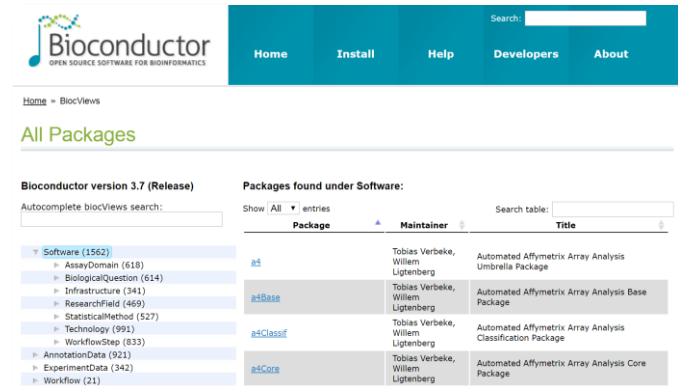 Search:
Bioconductor
OPEN SOURCE SOFTWARE FOR BIOINFORMATICS
Home Install Help Developers About
Home » BiocViews
All Packages
Bioconductor version 3.7 (Release)
Autocomplete biocViews search:
Software (1562)
AssayDomain (618)
BiologicalQuestion (614)
Infrastructure (341)
ResearchField (469)
StatisticalMethod (527)
Technology (991)
WorkflowStep (833)
AnnotationData (921)
ExperimentData (342)
Workflow (21)
Packages found under Software:
Show All entries
Search table:
Package Maintainer Title
a4
Tobias Verbeke,
Willem
Ligtenberg
Automated Affymetrix Array Analysis
Umbrella Package
a4Base
Tobias Verbeke,
Willem
Ligtenberg
Automated Affymetrix Array Analysis Base
Package
a4Classif
Tobias Verbeke,
Willem
Ligtenberg
Automated Affymetrix Array Analysis
Classification Package
a4Core
Tobias Verbeke,
Willem
Ligtenberg
Automated Affymetrix Array Analysis Core
Package